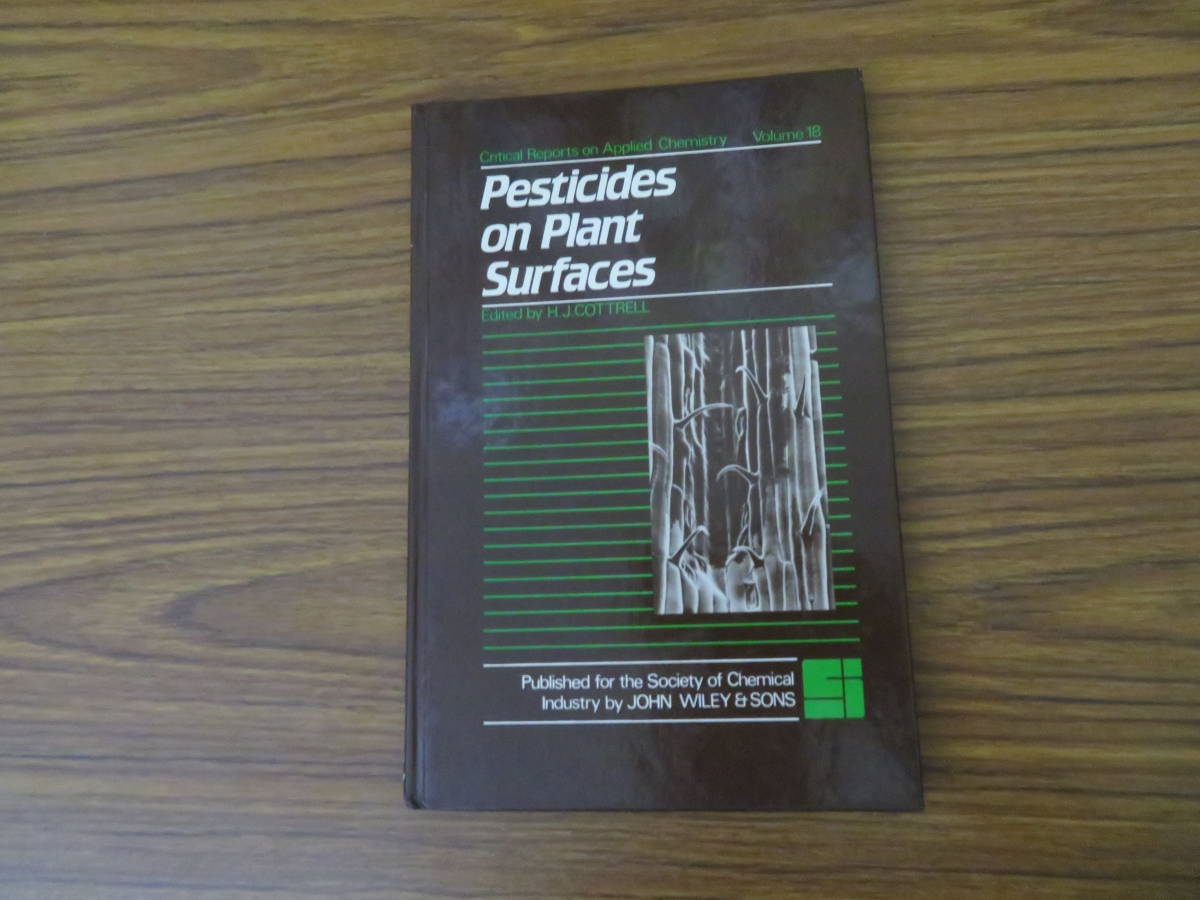 Critical Reports on Applied Chemistry Volume 18
Pesticides
on Plant
Surfaces
Edited by H.J.COTTRELL
Published for the Society of Chemical
Industry by JOHN WILEY & SONS